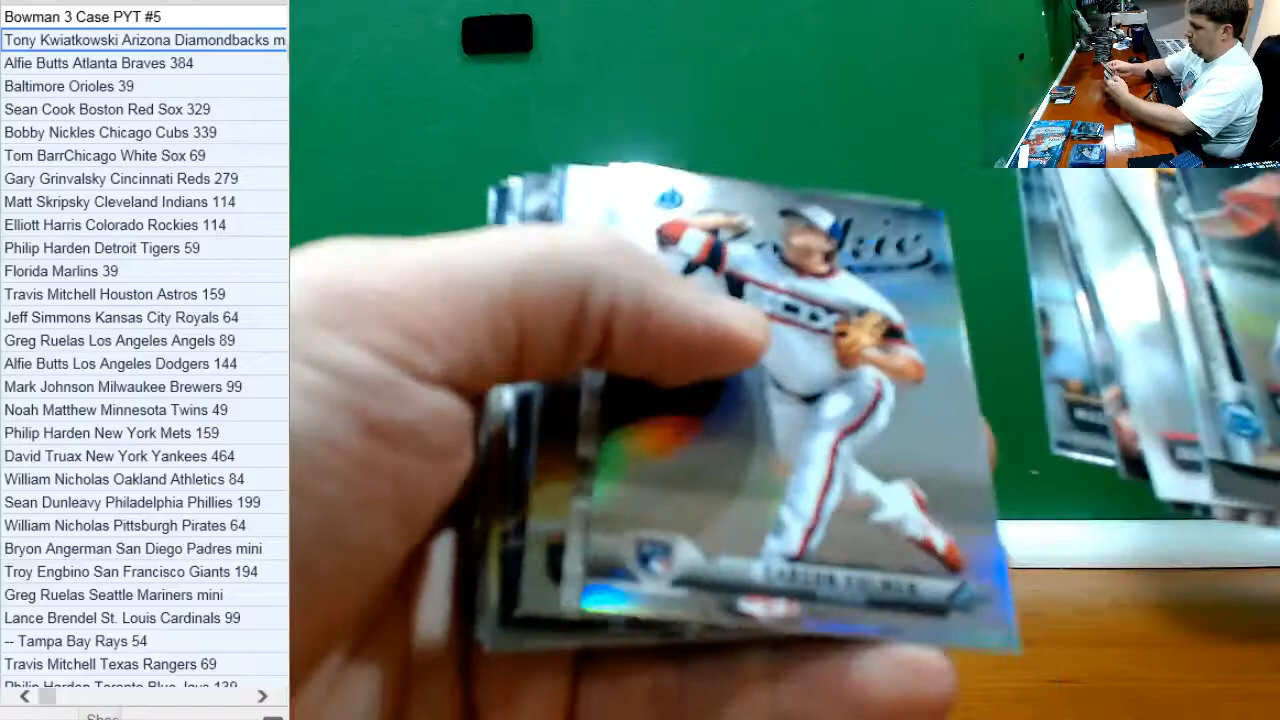 Bowman 3 Case PYT #5
Tony Kwiatkowski Arizona Diamondbacks m
Alfie Butts Atlanta Braves 384
Baltimore Orioles 39
Sean Cook Boston Red Sox 329
Bobby Nickles Chicago Cubs 339
Tom BarrChicago White Sox 69
Gary Grinvalsky Cincinnati Reds 279
Matt Skripsky Cleveland Indians 114
Elliott Harris Colorado Rockies 114
Philip Harden Detroit Tigers 59
Florida Marlins 39
Travis Mitchell Houston Astros 159
Jeff Simmons Kansas City Royals 64
Greg Ruelas Los Angeles Angels 89
Alfie Butts Los Angeles Dodgers 144
Mark Johnson Milwaukee Brewers 99
Noah Matthew Minnesota Twins 49
Philip Harden New York Mets 159
David Truax New York Yankees 464
William Nicholas Oakland Athletics 84
Sean Dunleavy Philadelphia Phillies 199
William Nicholas Pittsburgh Pirates 64
Bryon Angerman San Diego Padres mini
Troy Engbino San Francisco Giants 194
Greg Ruelas Seattle Mariners mini
Lance Brendel St. Louis Cardinals 99
-- Tampa Bay Rays 54
Travis Mitchell Texas Rangers 69
Philip Harden Toronto Blue Jays 139